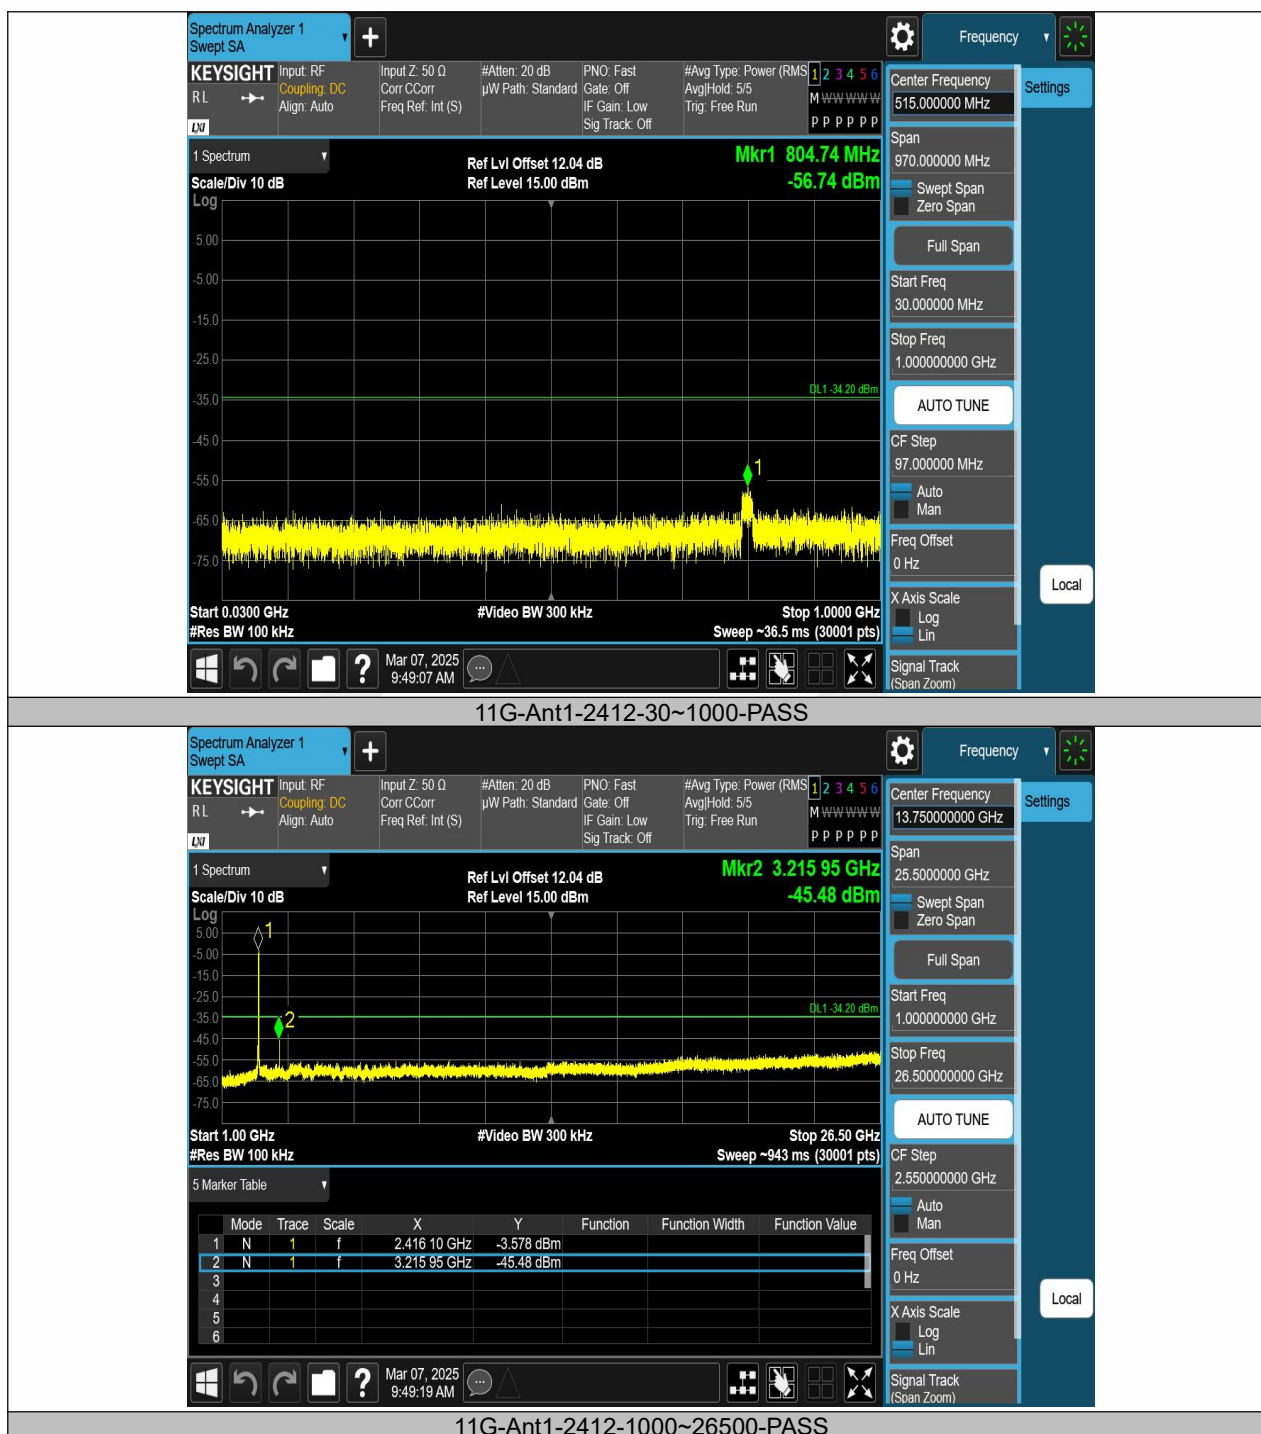 Spectrum Analyzer 1
Swept SA
Frequency
KEYSIGHT
RL
LXI
Input: RF
Coupling: DC
Align: Auto
Input Z: 50 Ω
Corr CCorr
Freq Ref: Int (S)
#Atten: 20 dB
µW Path: Standard
PNO: Fast
Gate: Off
IF Gain: Low
Sig Track: Off
#Avg Type: Power (RMS
Avg|Hold: 5/5
Trig: Free Run
1 2 3 4 5 6
M W W W W W
P P P P P P
Center Frequency
515.000000 MHz
Settings
Span
970.000000 MHz
Swept Span
Zero Span
Full Span
Start Freq
30.000000 MHz
Stop Freq
1.000000000 GHz
AUTO TUNE
CF Step
97.000000 MHz
Auto
Man
Freq Offset
0 Hz
X Axis Scale
Log
Lin
Signal Track
(Span Zoom)
Local
1 Spectrum
Scale/Div 10 dB
Log
Ref Lvl Offset 12.04 dB
Ref Level 15.00 dBm
Mkr1 804.74 MHz
-56.74 dBm
5.00
-5.00
-15.0
-25.0
-35.0
-45.0
-55.0
-65.0
-75.0
DL1 -34.20 dBm
1
Start 0.0300 GHz
#Res BW 100 kHz
#Video BW 300 kHz
Stop 1.0000 GHz
Sweep ~36.5 ms (30001 pts)
?
Mar 07, 2025
9:49:07 AM
11G-Ant1-2412-30~1000-PASS
Spectrum Analyzer 1
Swept SA
Frequency
KEYSIGHT
RL
LXI
Input: RF
Coupling: DC
Align: Auto
Input Z: 50 Ω
Corr CCorr
Freq Ref: Int (S)
#Atten: 20 dB
µW Path: Standard
PNO: Fast
Gate: Off
IF Gain: Low
Sig Track: Off
#Avg Type: Power (RMS
Avg|Hold: 5/5
Trig: Free Run
1 2 3 4 5 6
M W W W W W
P P P P P P
Center Frequency
13.750000000 GHz
Settings
Span
25.5000000 GHz
Swept Span
Zero Span
Full Span
Start Freq
1.000000000 GHz
Stop Freq
26.500000000 GHz
AUTO TUNE
CF Step
2.550000000 GHz
Auto
Man
Freq Offset
0 Hz
X Axis Scale
Log
Lin
Signal Track
(Span Zoom)
Local
1 Spectrum
Scale/Div 10 dB
Log
Ref Lvl Offset 12.04 dB
Ref Level 15.00 dBm
Mkr2 3.215 95 GHz
-45.48 dBm
5.00
-5.00
-15.0
-25.0
-35.0
-45.0
-55.0
-65.0
-75.0
DL1 -34.20 dBm
1
2
Start 1.00 GHz
#Res BW 100 kHz
#Video BW 300 kHz
Stop 26.50 GHz
Sweep ~943 ms (30001 pts)
5 Marker Table
Mode Trace Scale X Y Function Function Width Function Value
1 N 1 f 2.416 10 GHz -3.578 dBm
2 N 1 f 3.215 95 GHz -45.48 dBm
3
4
5
6
?
Mar 07, 2025
9:49:19 AM
11G-Ant1-2412-1000~26500-PASS